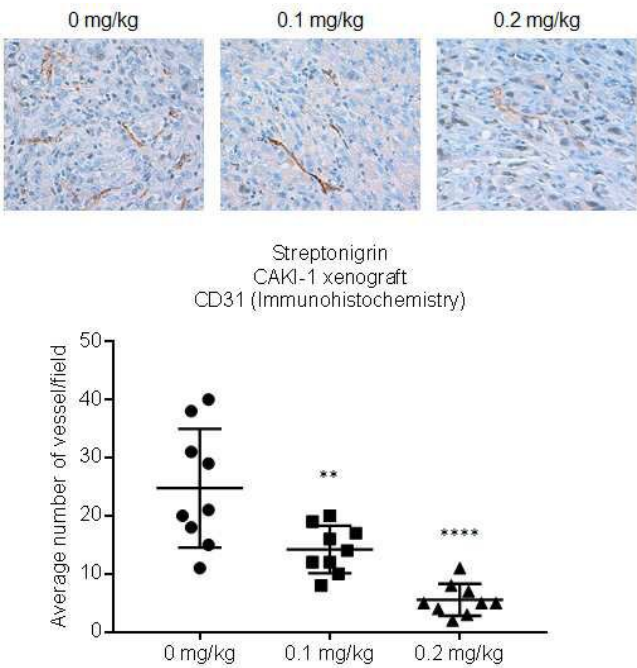 0 mg/kg 0.1 mg/kg 0.2 mg/kg
Streptonigrin
CAKI-1 xenograft
CD31 (Immunohistochemistry)
Average number of vessel/field
50
40
30
20
10
0
**
****
0 mg/kg 0.1 mg/kg 0.2 mg/kg